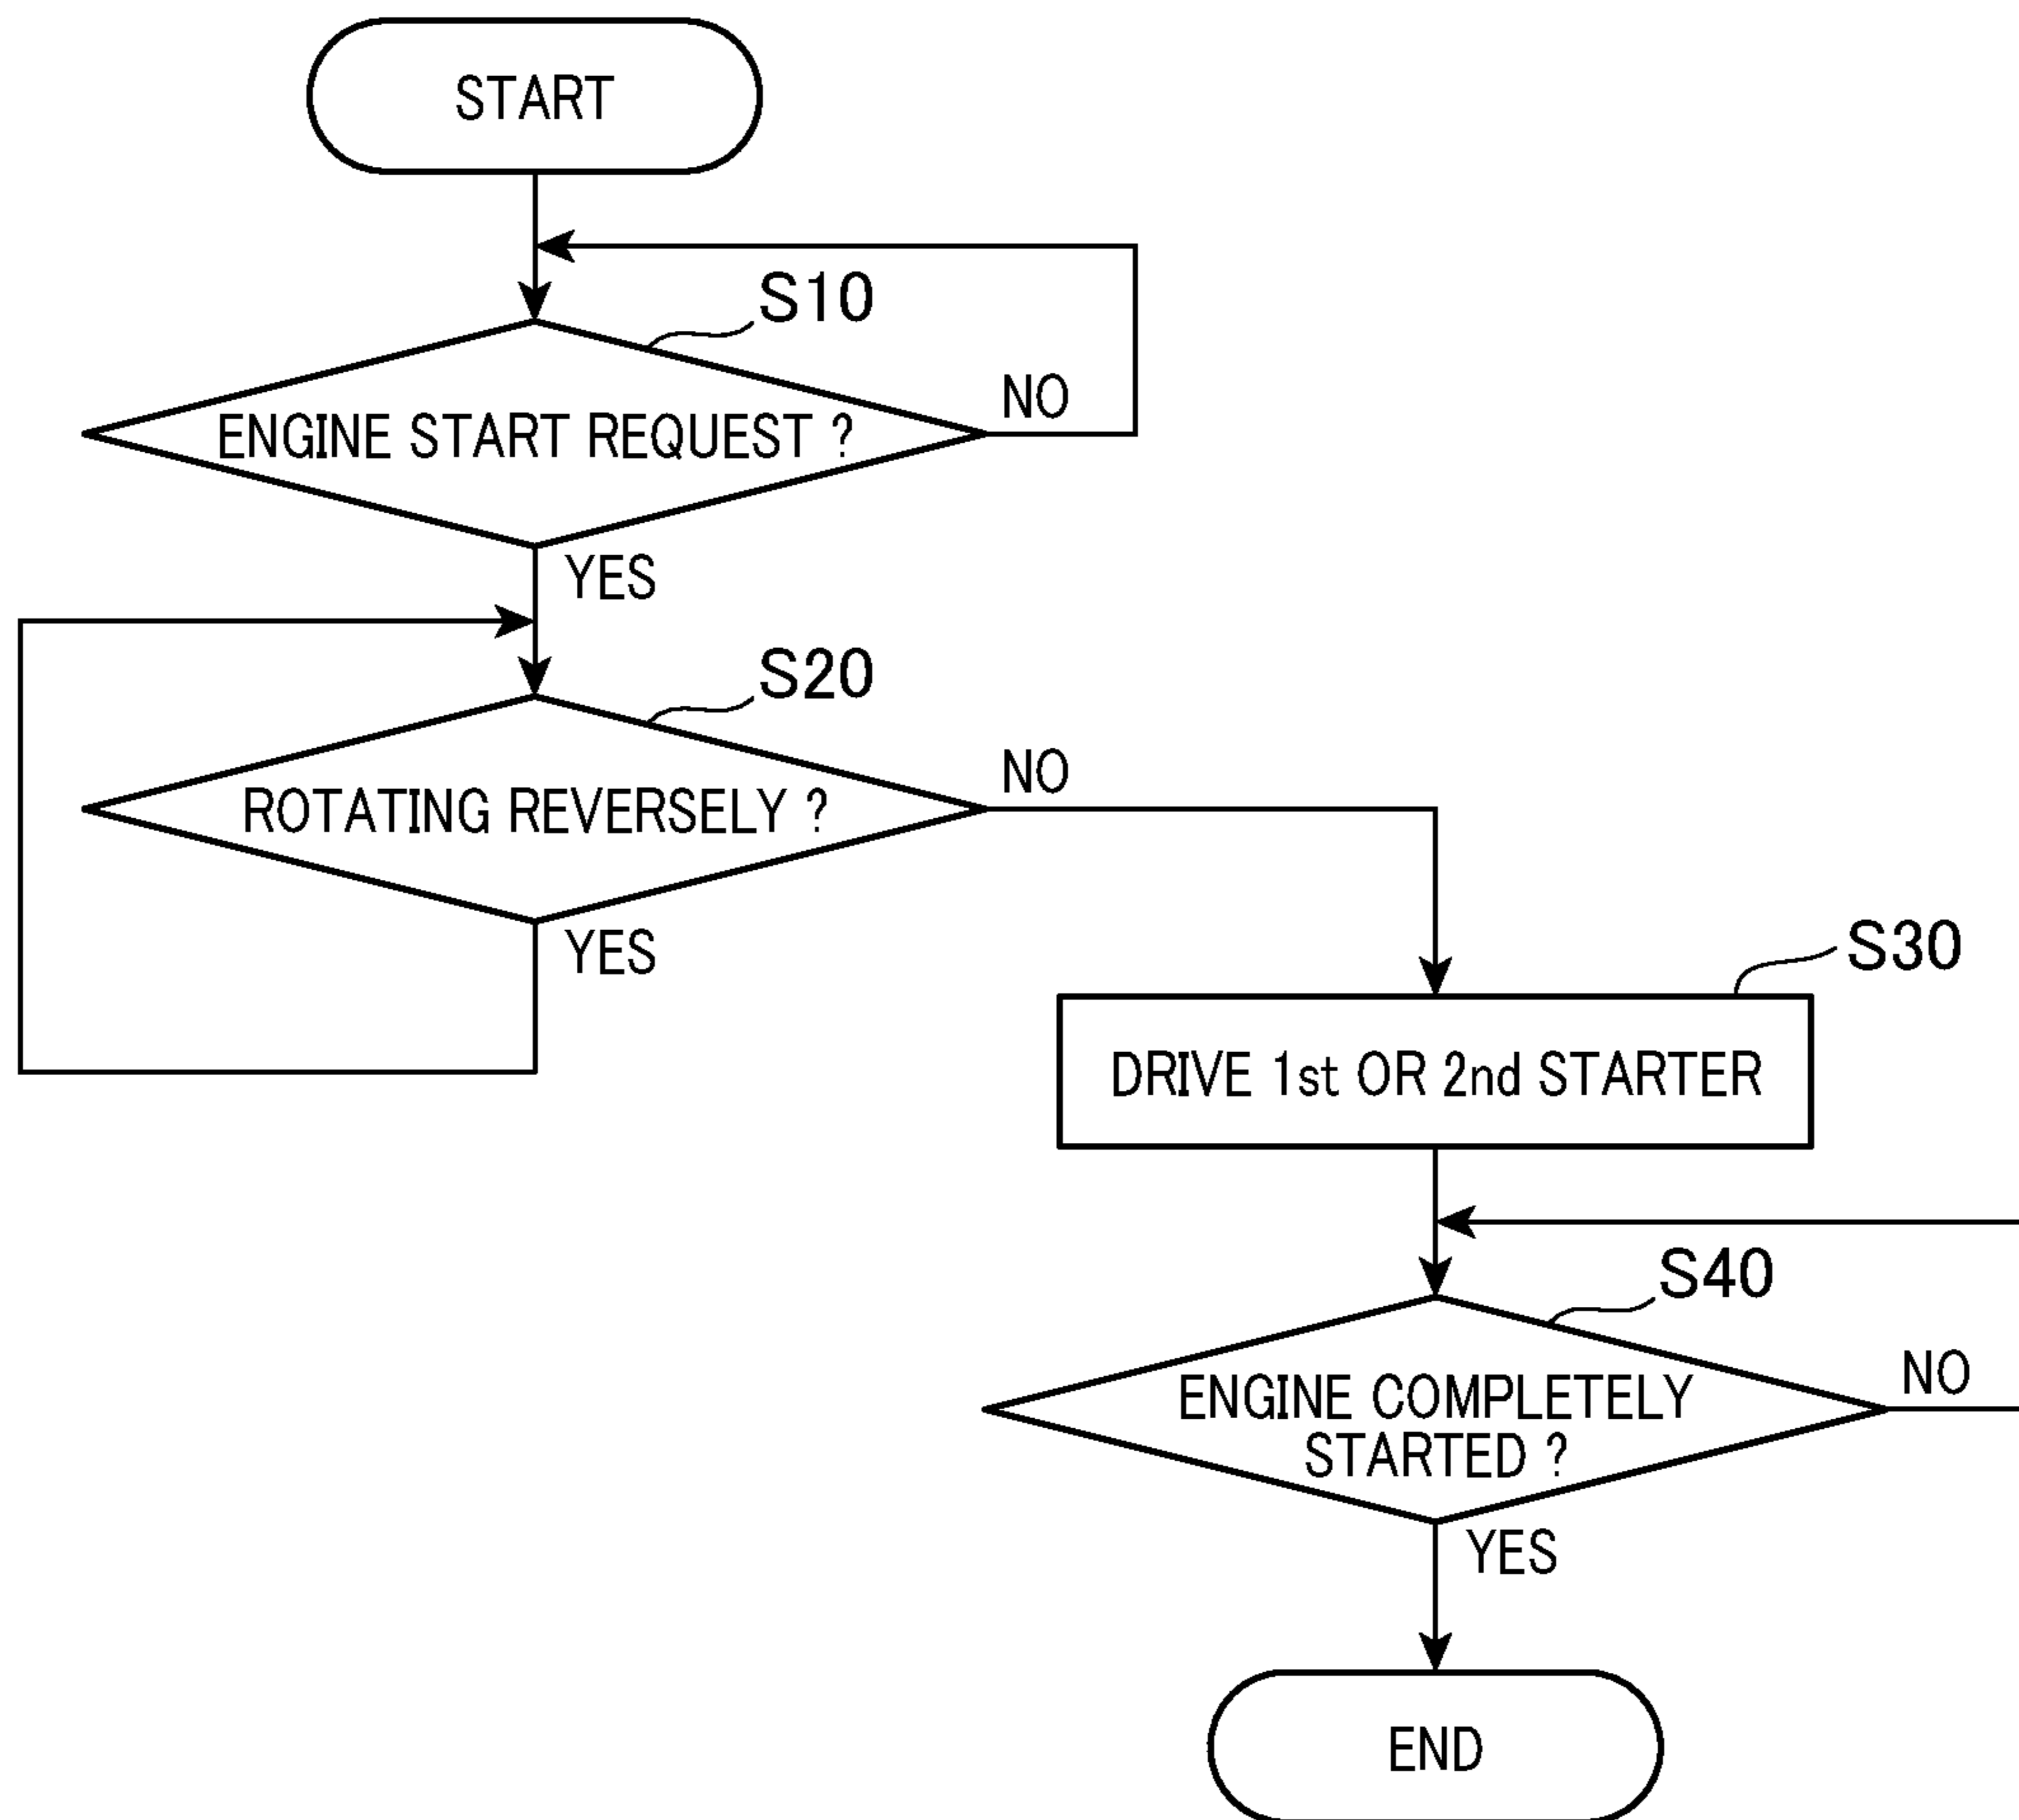 START
S10
NO
ENGINE START REQUEST ?
YES
S20
NO
ROTATING REVERSELY ?
YES
S30
DRIVE 1st OR 2nd STARTER
S40
NO
ENGINE COMPLETELY
STARTED ?
YES
END